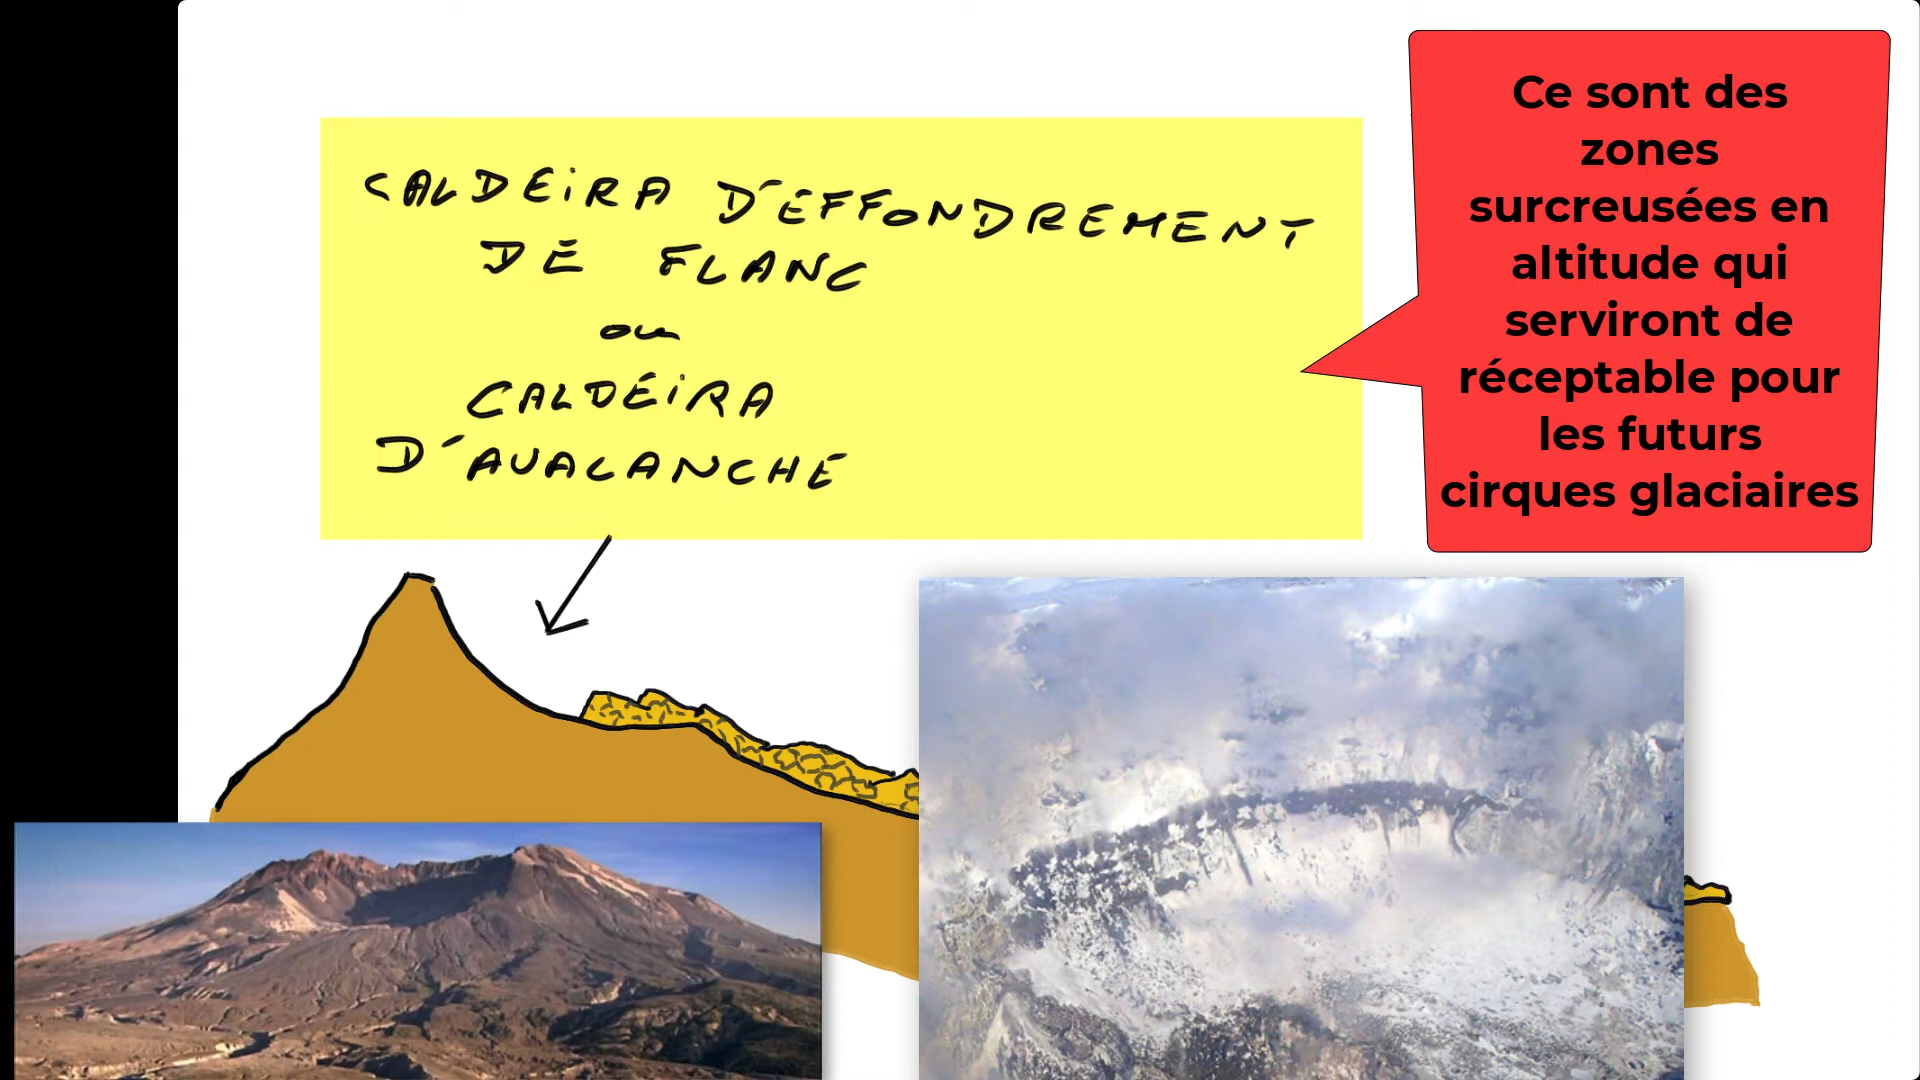 CALDEiRA D'EFFONDREMENT
DE FLANC
ou
CALDEiRA
D'AVALANCHE
Ce sont des
zones
surcreusées en
altitude qui
serviront de
réceptable pour
les futurs
cirques glaciaires